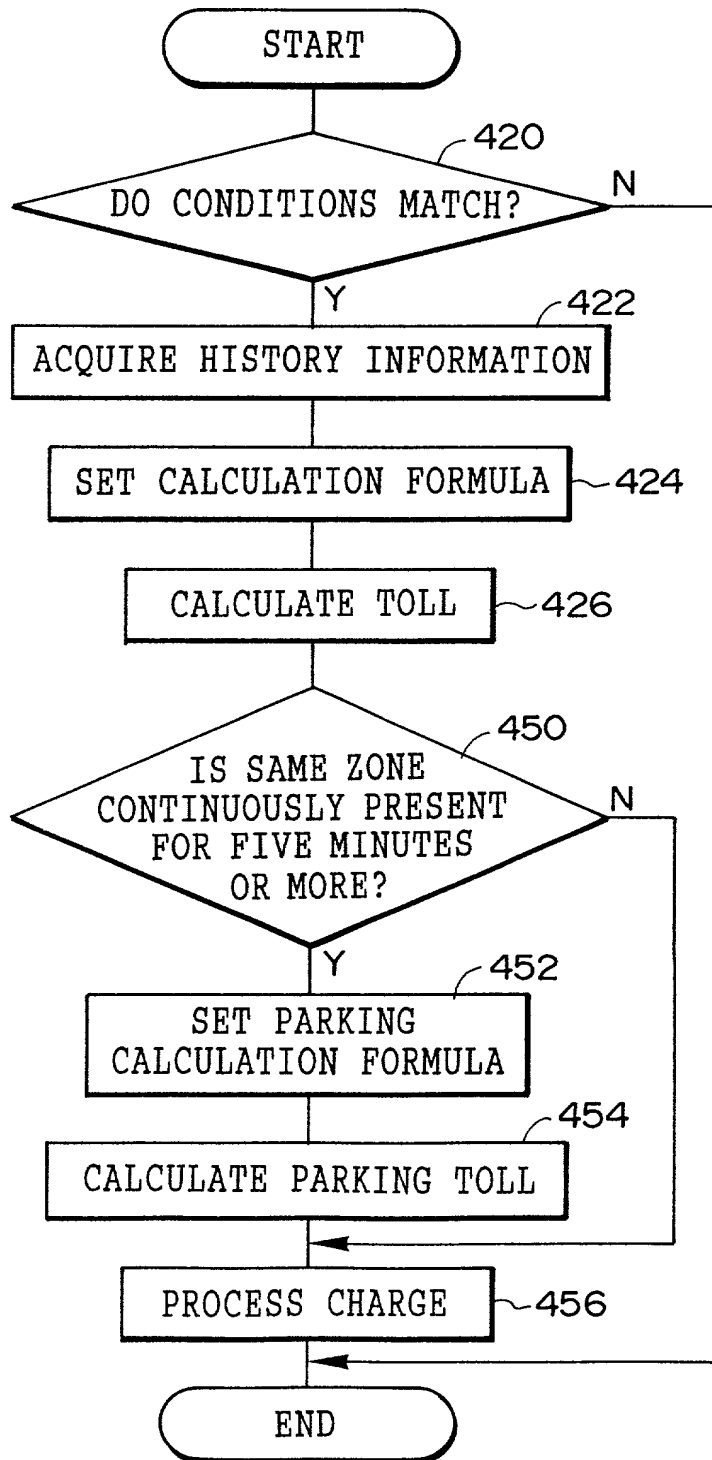 START
420
DO CONDITIONS MATCH?
N
Y
422
ACQUIRE HISTORY INFORMATION
SET CALCULATION FORMULA
424
CALCULATE TOLL
426
450
IS SAME ZONE
CONTINUOUSLY PRESENT
FOR FIVE MINUTES
OR MORE?
N
Y
452
SET PARKING
CALCULATION FORMULA
454
CALCULATE PARKING TOLL
PROCESS CHARGE
456
END